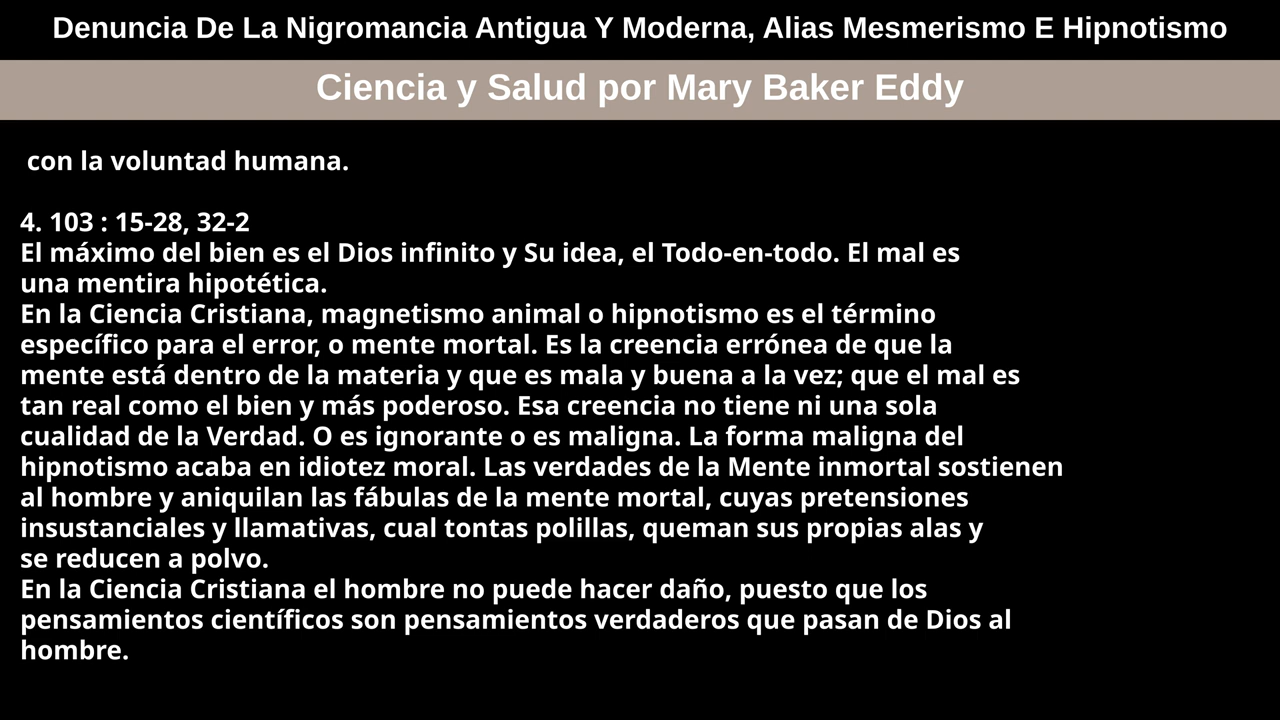 Denuncia De La Nigromancia Antigua Y Moderna, Alias Mesmerismo E Hipnotismo
Ciencia y Salud por Mary Baker Eddy
con la voluntad humana.
4. 103 : 15-28, 32-2
El máximo del bien es el Dios infinito y Su idea, el Todo-en-todo. El mal es
una mentira hipotética.
En la Ciencia Cristiana, magnetismo animal o hipnotismo es el término
específico para el error, o mente mortal. Es la creencia errónea de que la
mente está dentro de la materia y que es mala y buena a la vez; que el mal es
tan real como el bien y más poderoso. Esa creencia no tiene ni una sola
cualidad de la Verdad. O es ignorante o es maligna. La forma maligna del
hipnotismo acaba en idiotez moral. Las verdades de la Mente inmortal sostienen
al hombre y aniquilan las fábulas de la mente mortal, cuyas pretensiones
insustanciales y llamativas, cual tontas polillas, queman sus propias alas y
se reducen a polvo.
En la Ciencia Cristiana el hombre no puede hacer daño, puesto que los
pensamientos científicos son pensamientos verdaderos que pasan de Dios al
hombre.